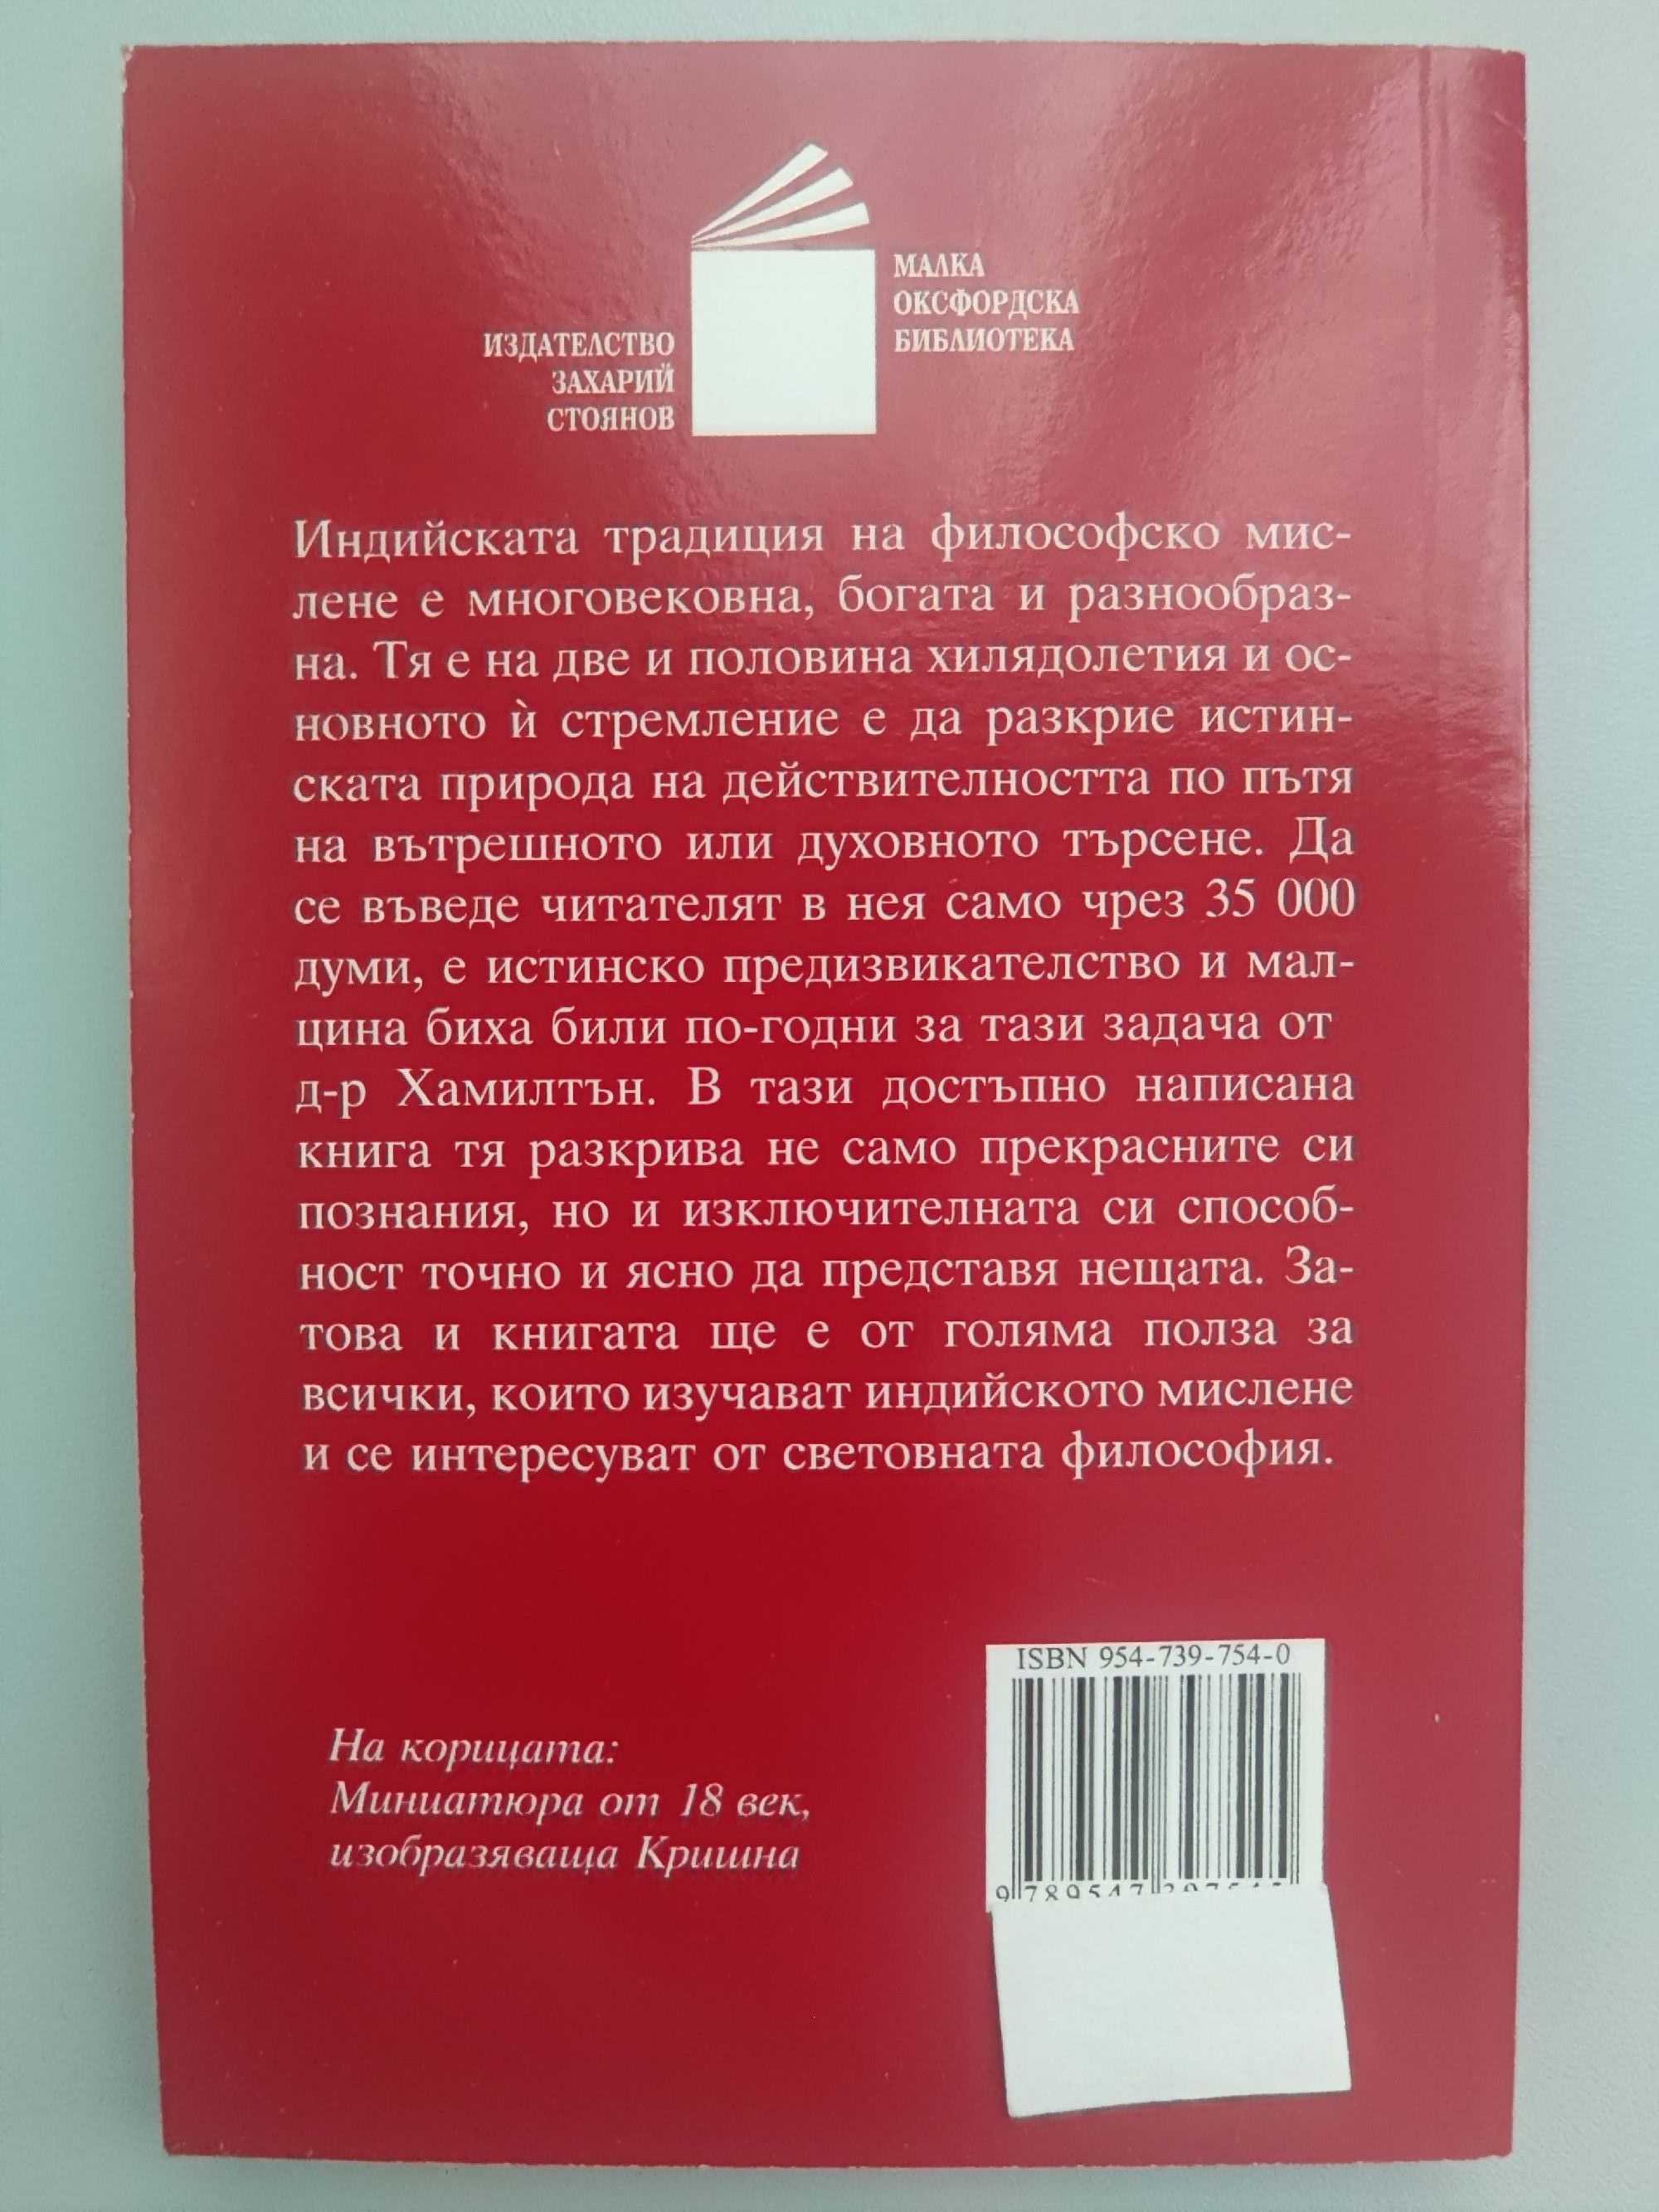 ИЗДАТЕЛСТВО
ЗАХАРИЙ
СТОЯНОВ
МАЛКА
ОКСФОРДСКА
БИБЛИОТЕКА
Индийската традиция на философско мис-
лене е многовековна, богата и разнообраз-
на. Тя е на две и половина хилядолетия и ос-
новното ѝ стремление е да разкрие истин-
ската природа на действителността по пътя
на вътрешното или духовното търсене. Да
се въведе читателят в нея само чрез 35 000
думи, е истинско предизвикателство и мал-
цина биха били по-годни за тази задача от
д-р Хамилтън. В тази достъпно написана
книга тя разкрива не само прекрасните си
познания, но и изключителната си способ-
ност точно и ясно да представя нещата. За-
това и книгата ще е от голяма полза за
всички, които изучават индийското мислене
и се интересуват от световната философия.
На корицата:
Миниатюра от 18 век,
изобразяваща Кришна
ISBN 954-739-754-0